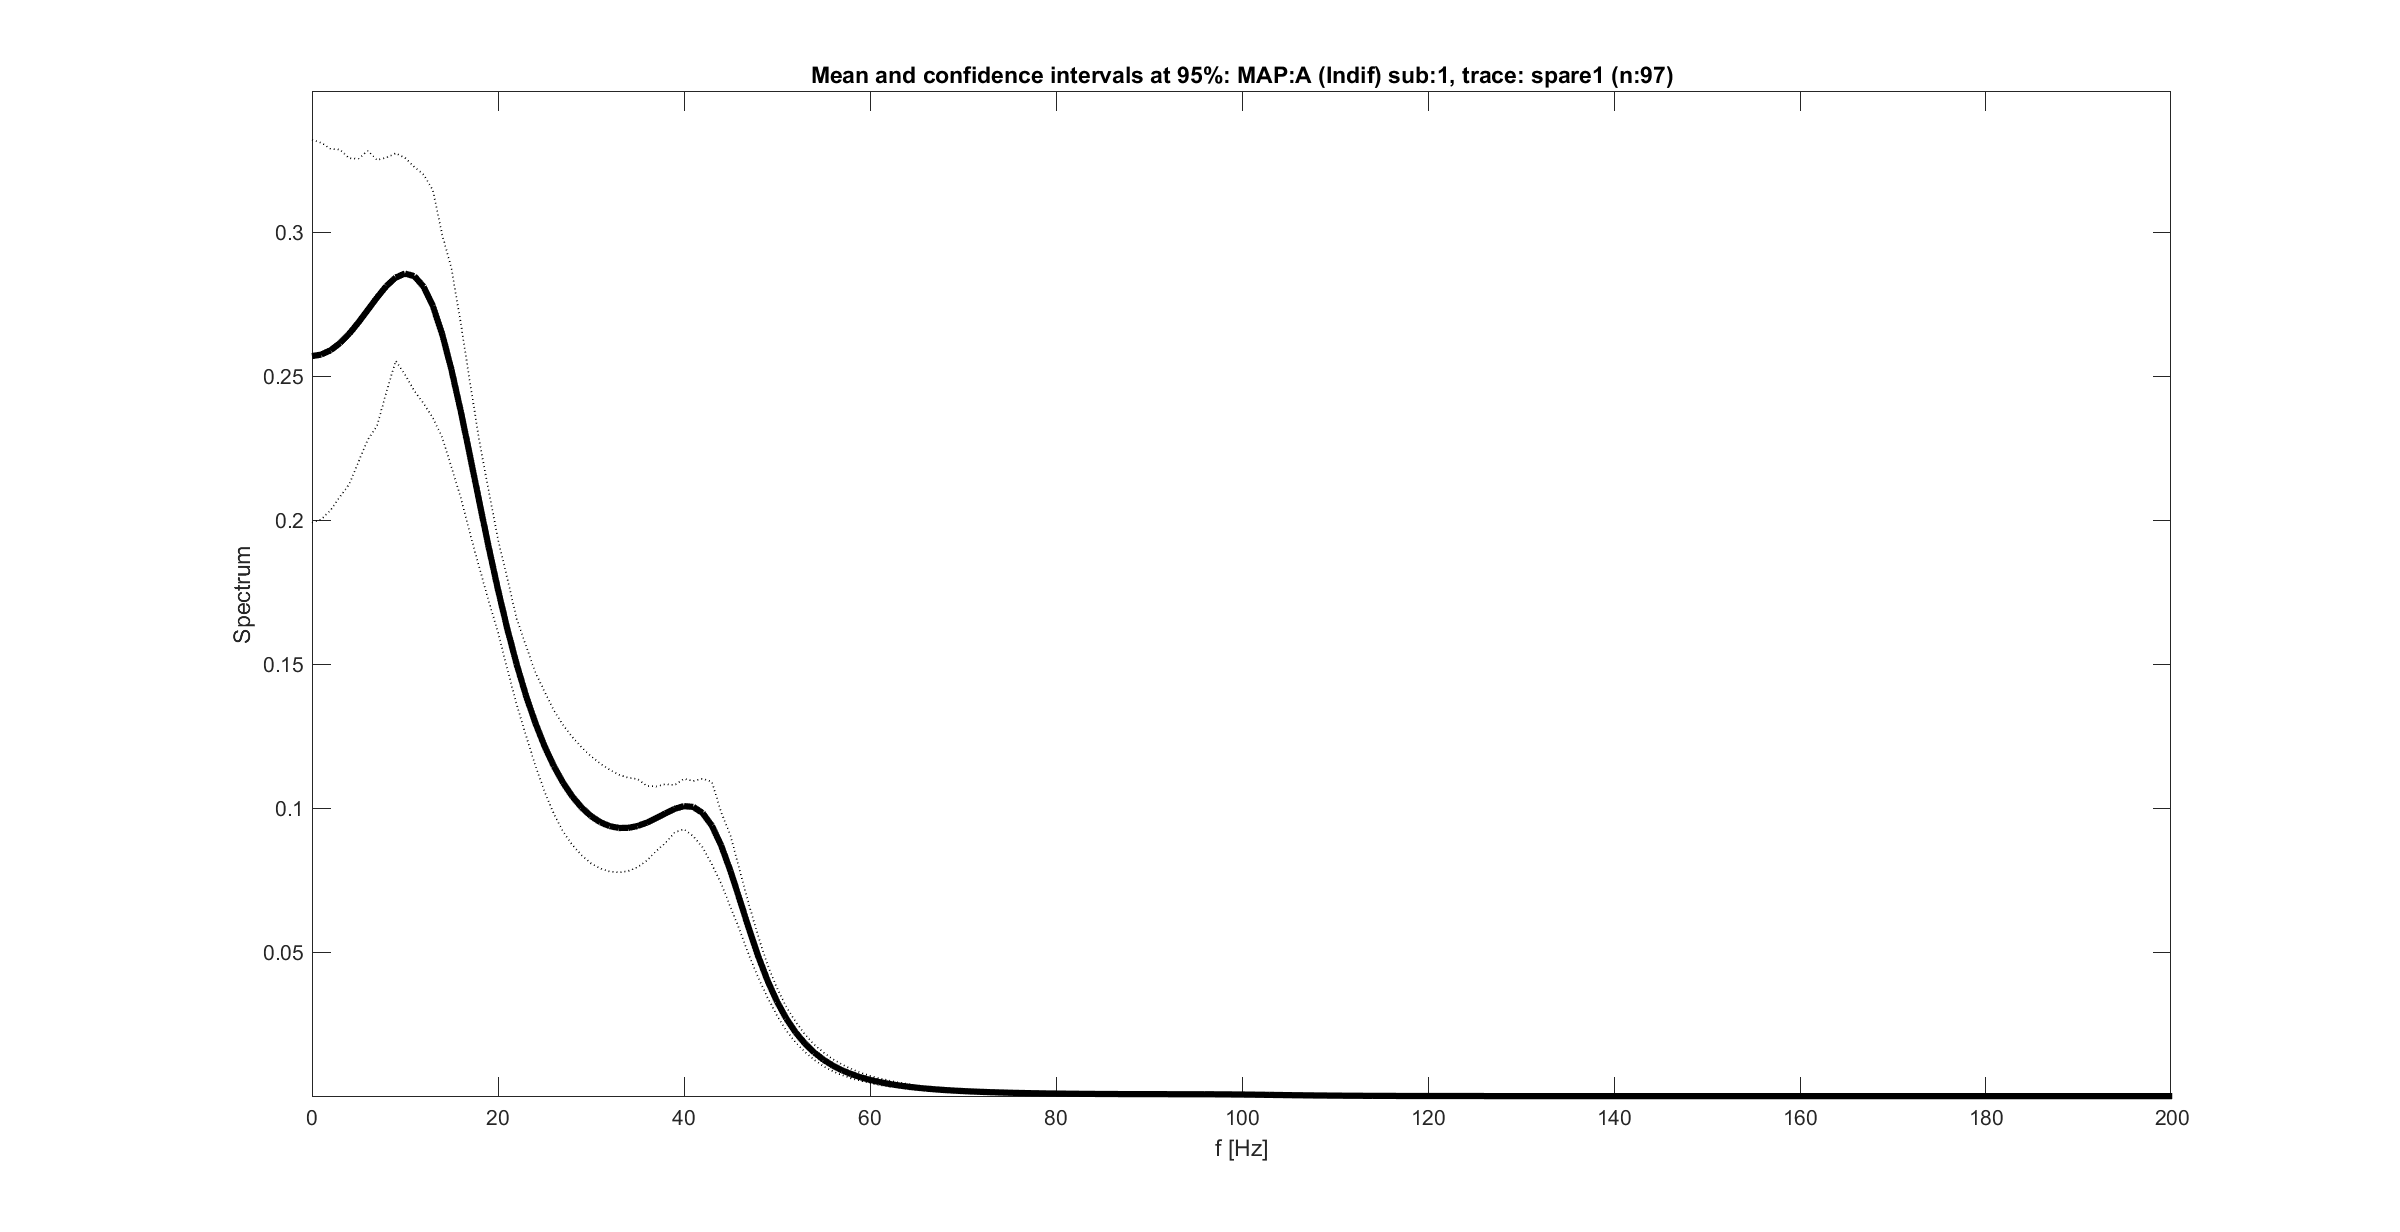 Mean and confidence intervals at 95%: MAP:A (Indif) sub:1, trace: spare1 (n:97)
0.3
0.25
0.2
0.15
0.1
0.05
Spectrum
0 20 40 60 80 100 120 140 160 180 200
f [Hz]